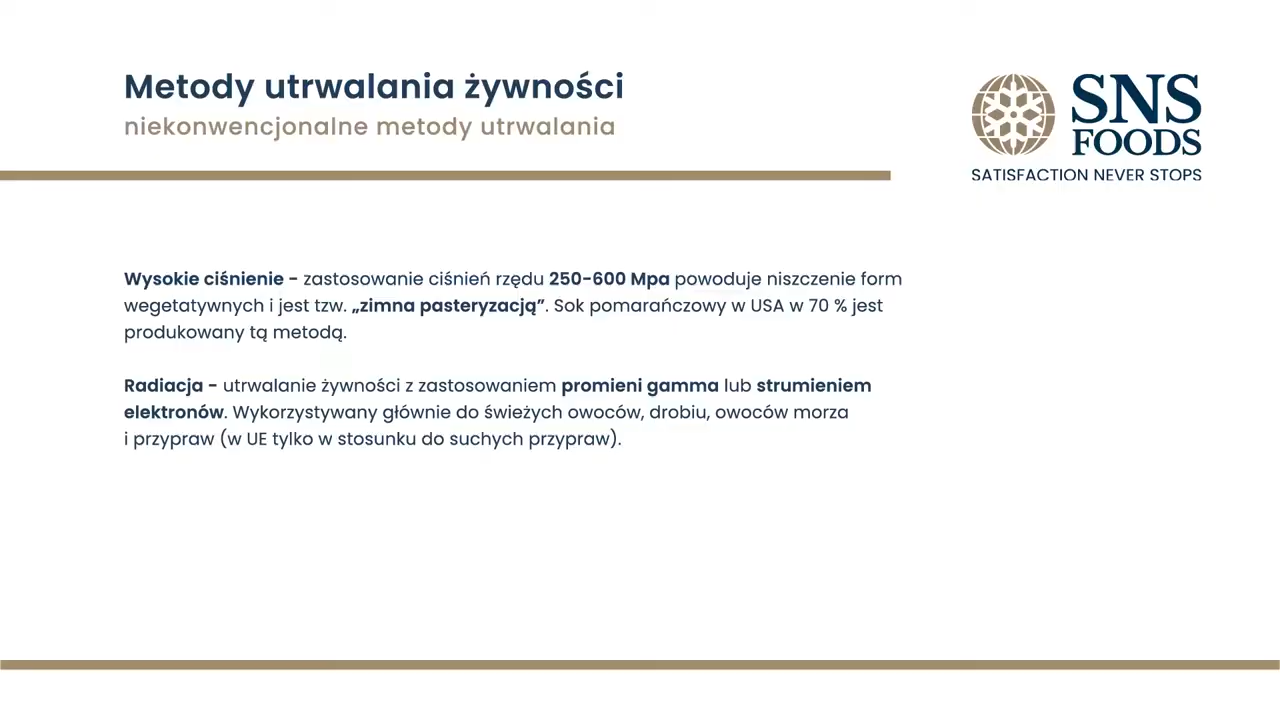 Metody utrwalania żywności
niekonwencjonalne metody utrwalania
SNS
FOODS
SATISFACTION NEVER STOPS
Wysokie ciśnienie - zastosowanie ciśnień rzędu 250-600 Mpa powoduje niszczenie form
wegetatywnych i jest tzw. „zimna pasteryzacją”. Sok pomarańczowy w USA w 70 % jest
produkowany tą metodą.
Radiacja - utrwalanie żywności z zastosowaniem promieni gamma lub strumieniem
elektronów. Wykorzystywany głównie do świeżych owoców, drobiu, owoców morza
i przypraw (w UE tylko w stosunku do suchych przypraw).